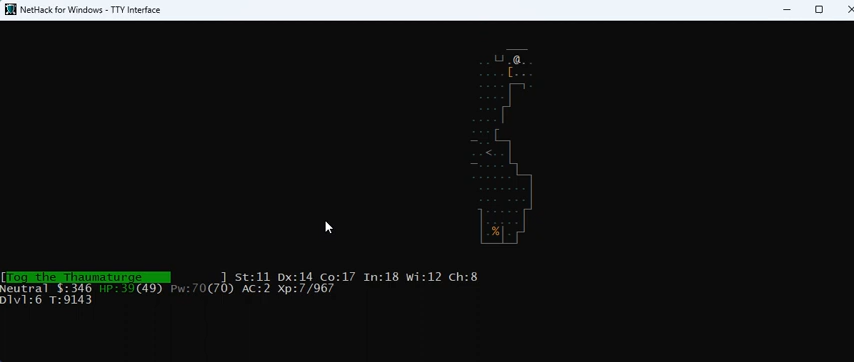 NetHack for Windows - TTY Interface
[Tog the Thaumaturge ] St:11 Dx:14 Co:17 In:18 Wi:12 Ch:8
Neutral $:346 HP:39(49) Pw:70(70) AC:2 Xp:7/967
Dlvl:6 T:9143